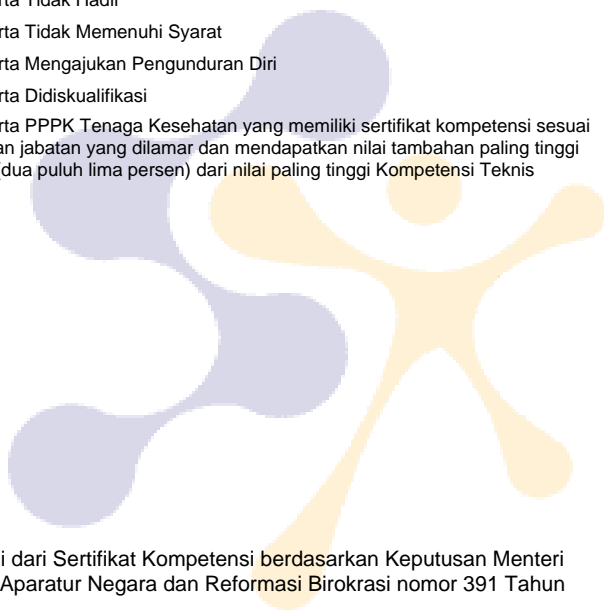 rta Tidak Hadir
rta Tidak Memenuhi Syarat
rta Mengajukan Pengunduran Diri
rta Didiskualifikasi
rta PPPK Tenaga Kesehatan yang memiliki sertifikat kompetensi sesuai
an jabatan yang dilamar dan mendapatkan nilai tambahan paling tinggi
(dua puluh lima persen) dari nilai paling tinggi Kompetensi Teknis
i dari Sertifikat Kompetensi berdasarkan Keputusan Menteri
Aparatur Negara dan Reformasi Birokrasi nomor 391 Tahun